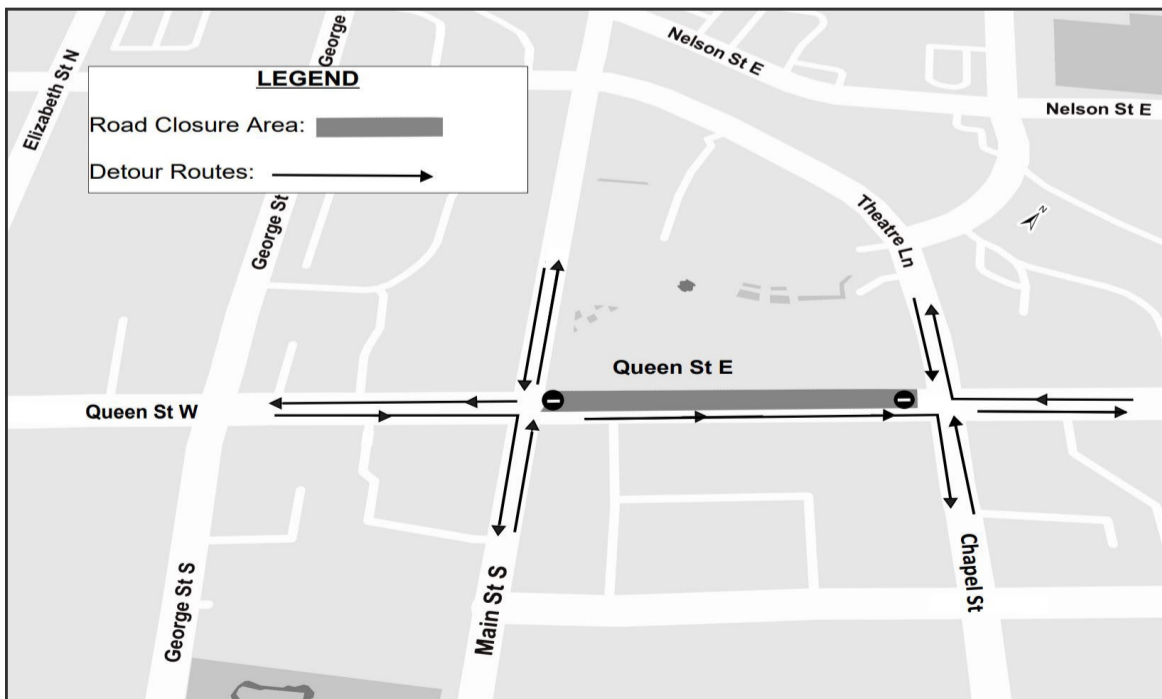 Elizabeth St N
George
George
Nelson St E
Nelson St E
LEGEND
Road Closure Area:
Detour Routes:
George St
Theatre Ln
N
Queen St E
Queen St W
George St S
Main St S
Chapel St